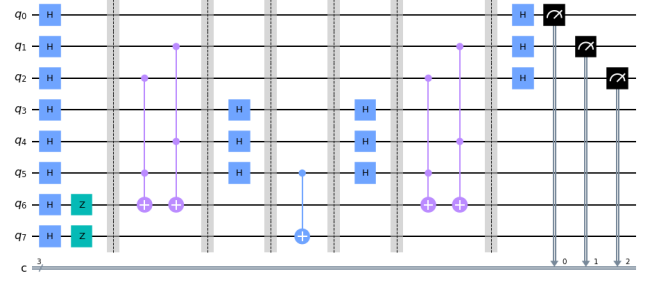 q0 H H
q1 H H
q2 H H
q3 H H H
q4 H H H
q5 H H H
q6 H Z
q7 H Z
c 3 0 1 2